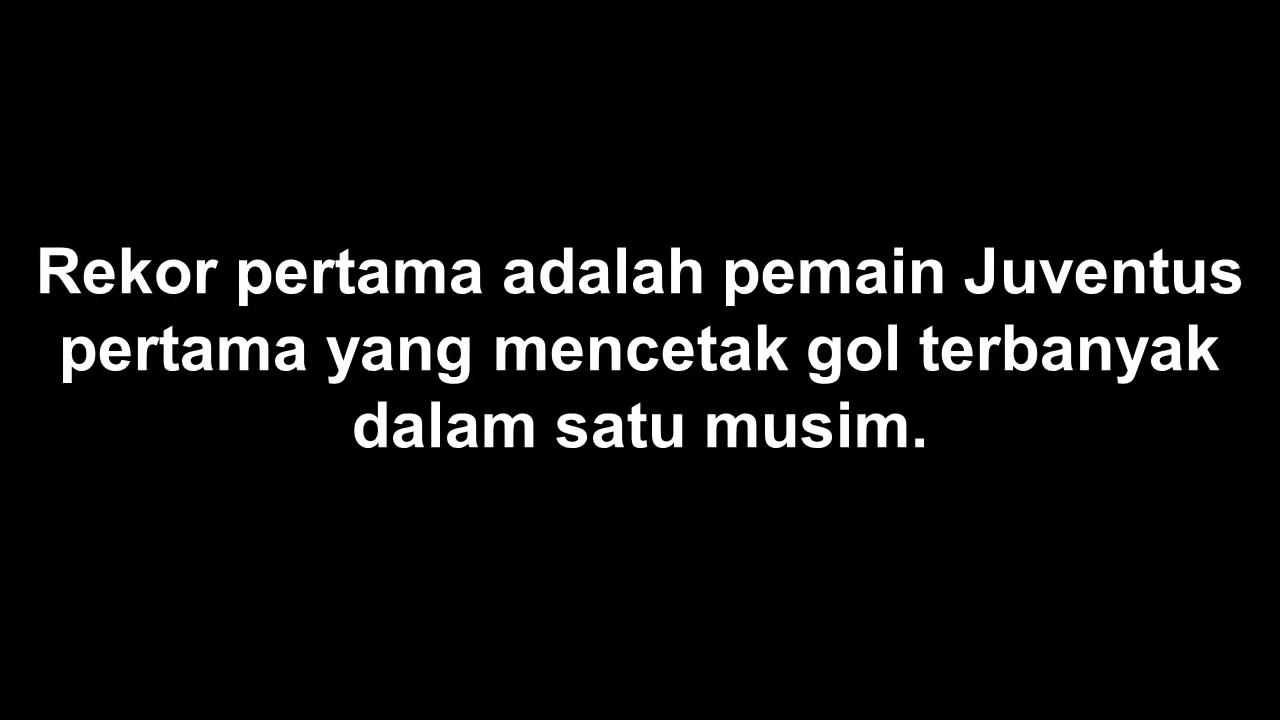 Rekor pertama adalah pemain Juventus
pertama yang mencetak gol terbanyak
dalam satu musim.